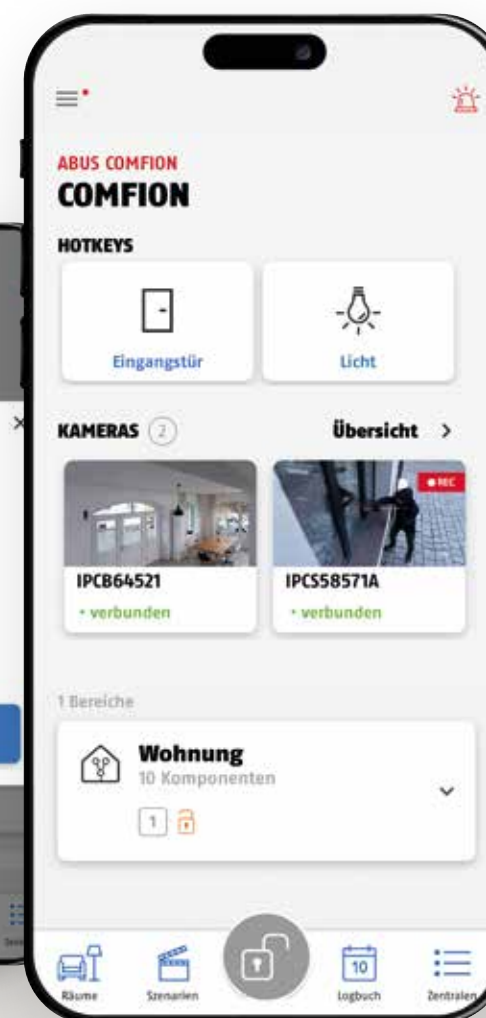 ABUS COMFION
COMFION
HOTKEYS
Eingangstür
Licht
KAMERAS 2
Übersicht
REC
IPCB64521
IPCS58571A
• verbunden
• verbunden
1 Bereiche
Wohnung
10 Komponenten
1
10
Räume
Szenarien
Logbuch
Zentralen